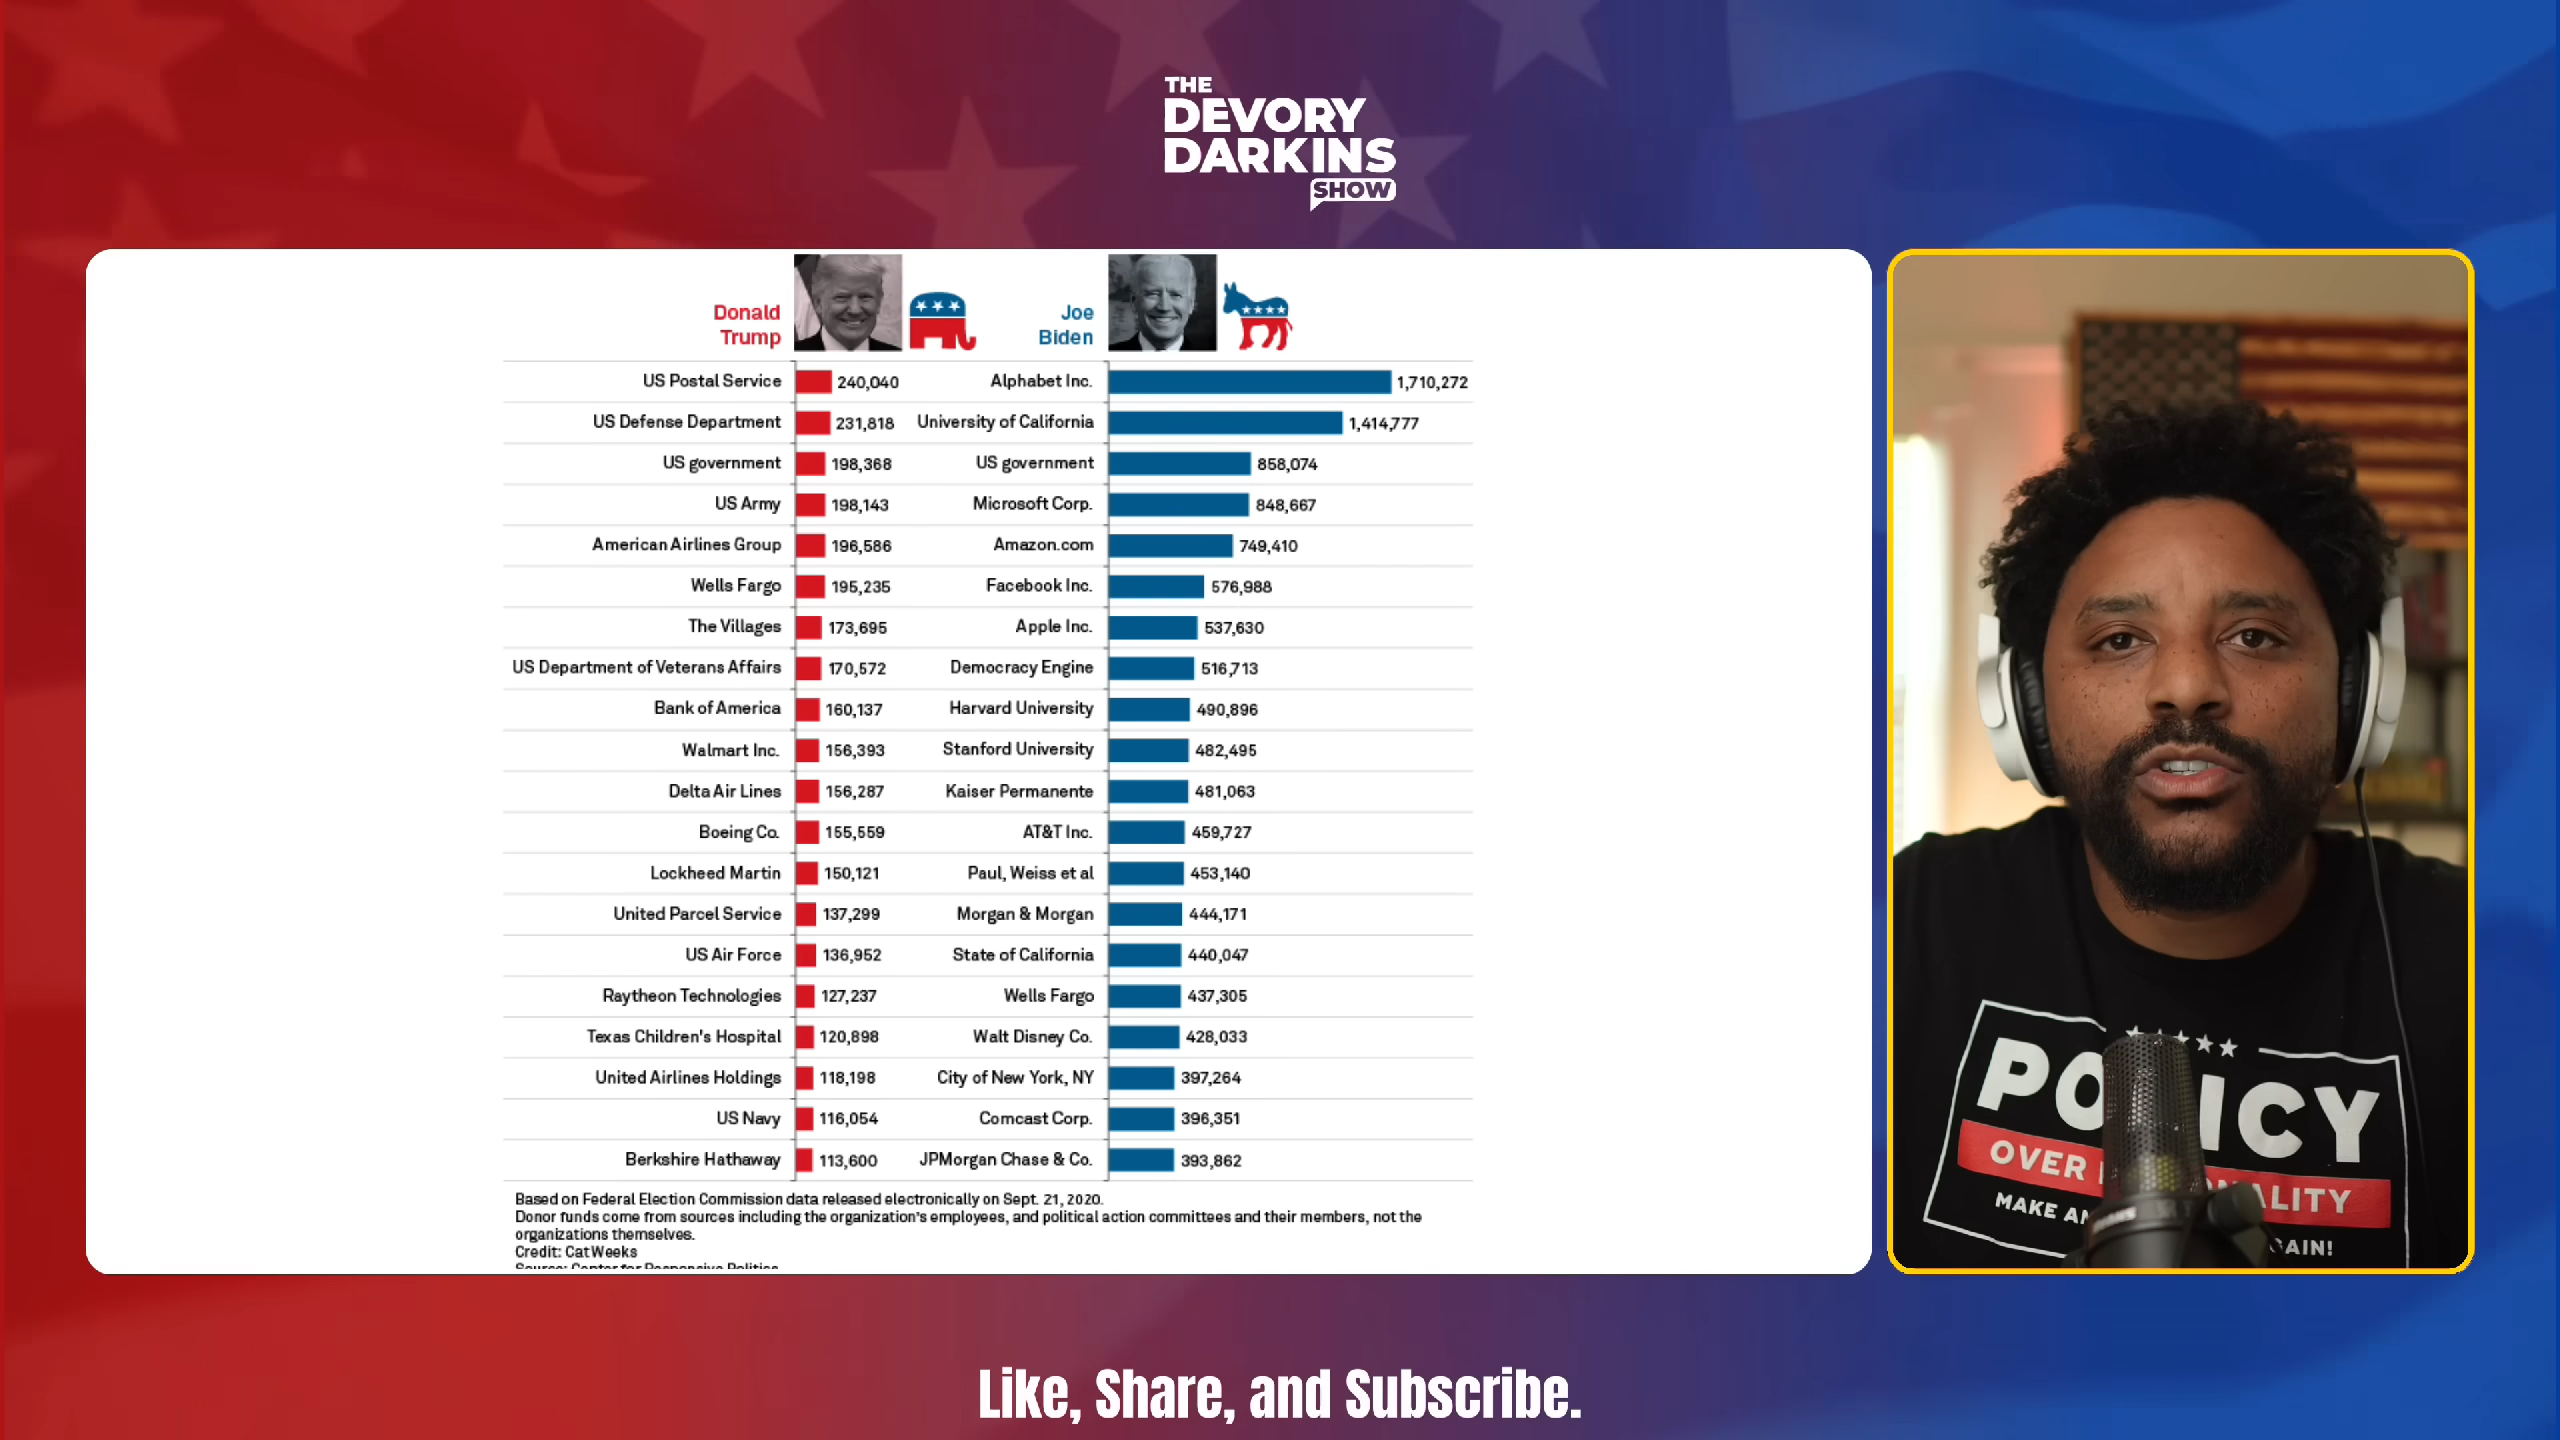 THE
DEVORY
DARKINS
SHOW
Donald
Trump
Joe
Biden
US Postal Service 240,040 Alphabet Inc. 1,710,272
US Defense Department 231,818 University of California 1,414,777
US government 198,368 US government 858,074
US Army 198,143 Microsoft Corp. 848,667
American Airlines Group 196,586 Amazon.com 749,410
Wells Fargo 195,235 Facebook Inc. 576,988
The Villages 173,695 Apple Inc. 537,630
US Department of Veterans Affairs 170,572 Democracy Engine 516,713
Bank of America 160,137 Harvard University 490,896
Walmart Inc. 156,393 Stanford University 482,495
Delta Air Lines 156,287 Kaiser Permanente 481,063
Boeing Co. 155,559 AT&T Inc. 459,727
Lockheed Martin 150,121 Paul, Weiss et al 453,140
United Parcel Service 137,299 Morgan & Morgan 444,171
US Air Force 136,952 State of California 440,047
Raytheon Technologies 127,237 Wells Fargo 437,305
Texas Children's Hospital 120,898 Walt Disney Co. 428,033
United Airlines Holdings 118,198 City of New York, NY 397,264
US Navy 116,054 Comcast Corp. 396,351
Berkshire Hathaway 113,600 JPMorgan Chase & Co. 393,862
Based on Federal Election Commission data released electronically on Sept. 21, 2020.
Donor funds come from sources including the organization's employees, and political action committees and their members, not the
organizations themselves.
Credit: Cat Weeks
Source: Center for Responsive Politics
PO ICY
OVER NALITY
MAKE
GAIN!
Like, Share, and Subscribe.